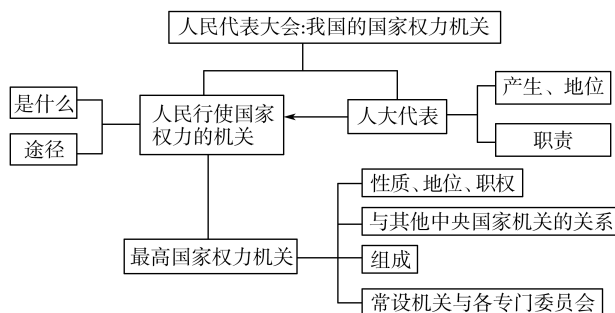 人民代表大会:我国的国家权力机关
是什么
途径
人民行使国家
权力的机关
人大代表
产生、地位
职责
最高国家权力机关
性质、地位、职权
与其他中央国家机关的关系
组成
常设机关与各专门委员会